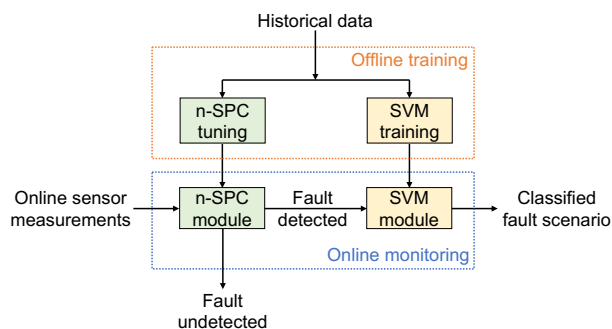 Historical data
Offline training
n-SPC
tuning
SVM
training
Online sensor
measurements
n-SPC
module
Fault
detected
SVM
module
Classified
fault scenario
Online monitoring
Fault
undetected